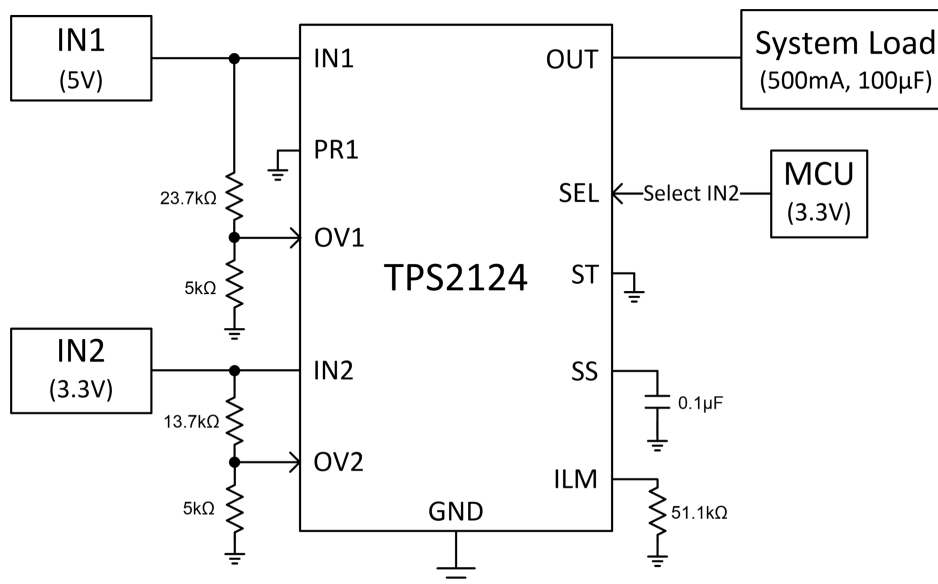 IN1
(5V)
IN1
OUT
System Load
(500mA, 100µF)
PR1
23.7kΩ
SEL
Select IN2
MCU
(3.3V)
OV1
TPS2124
5kΩ
ST
IN2
(3.3V)
IN2
SS
0.1µF
13.7kΩ
OV2
ILM
5kΩ
GND
51.1kΩ